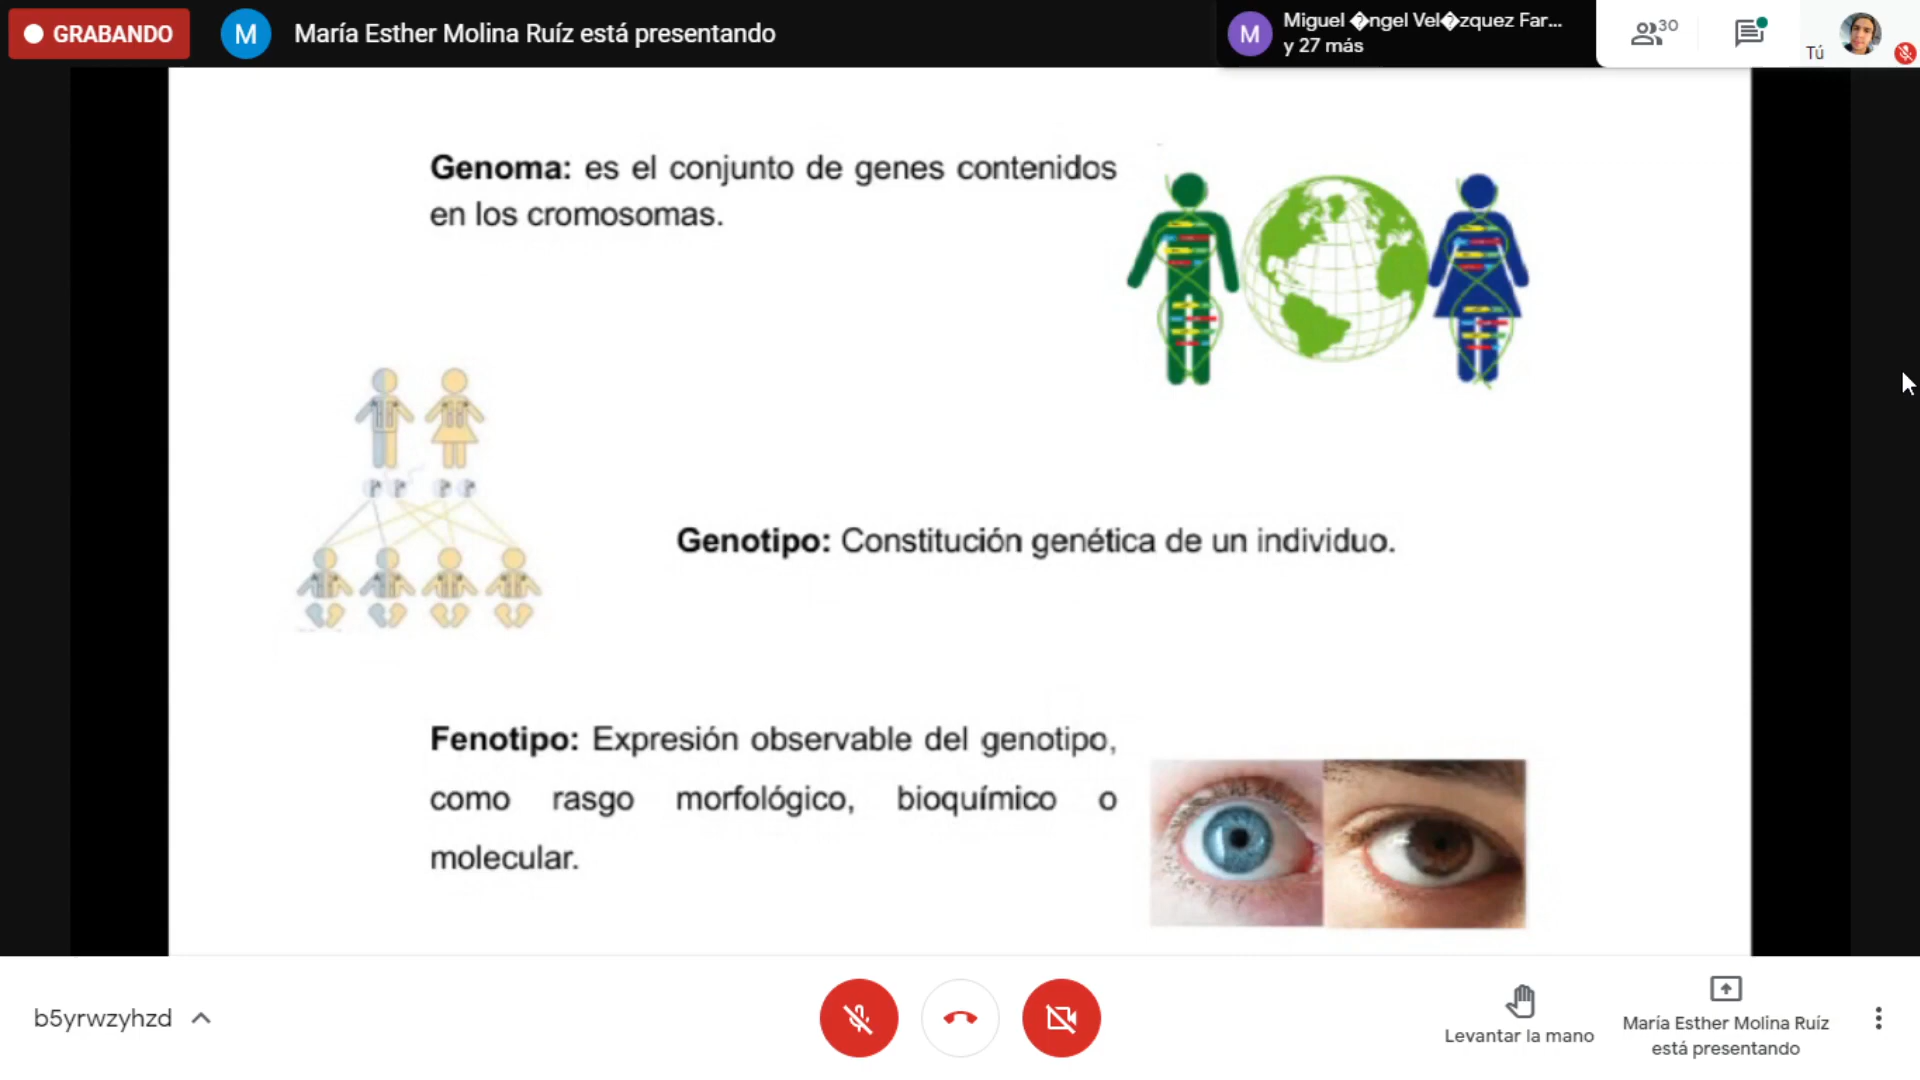 GRABANDO
M
María Esther Molina Ruíz está presentando
M
Miguel �ngel Vel�zquez Far...
y 27 más
30
Tú
Genoma: es el conjunto de genes contenidos
en los cromosomas.
Genotipo: Constitución genética de un individuo.
Fenotipo: Expresión observable del genotipo,
como rasgo morfológico, bioquímico o
molecular.
b5yrwzyhzd
Levantar la mano
María Esther Molina Ruíz
está presentando